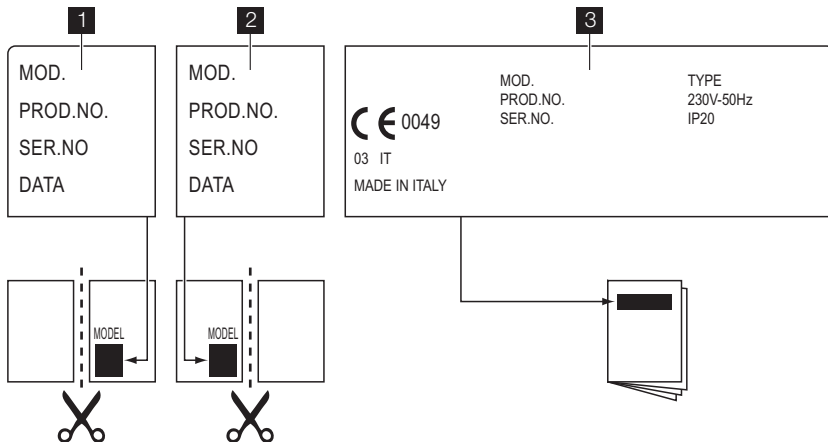 1
MOD.
PROD.NO.
SER.NO
DATA
MODEL
2
MOD.
PROD.NO.
SER.NO
DATA
MODEL
3
MOD.
PROD.NO.
SER.NO.
TYPE
230V-50Hz
IP20
CE 0049
03 IT
MADE IN ITALY